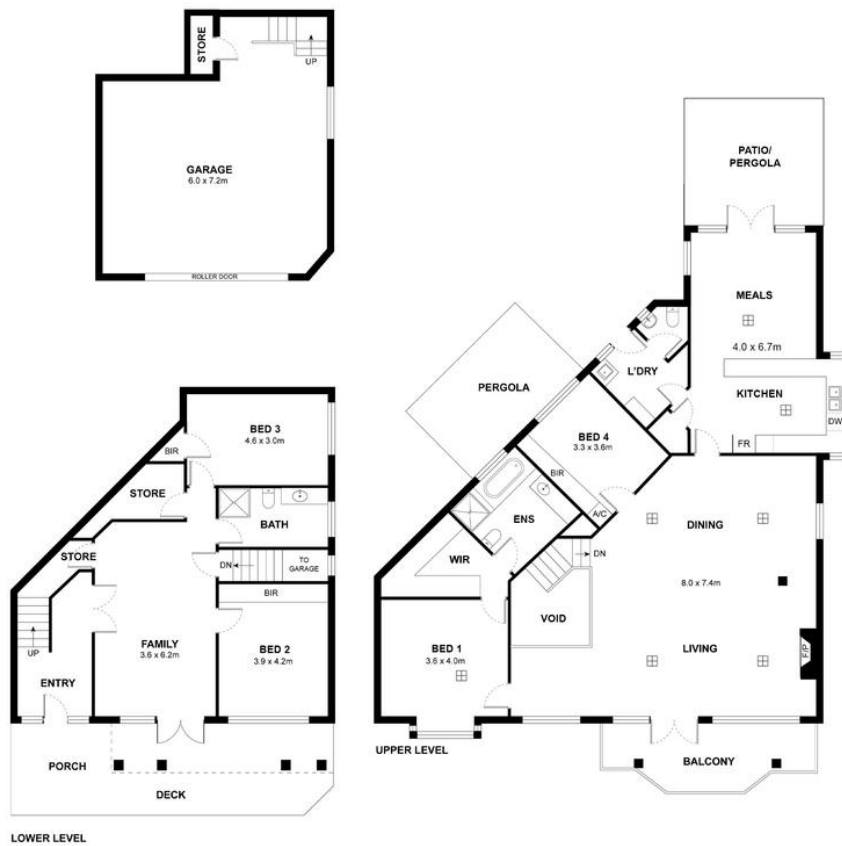 STORE
UP
GARAGE
6.0 x 7.2m
ROLLER DOOR
PATIO/
PERGOLA
MEALS
4.0 x 6.7m
KITCHEN
DW
FR
L'DRY
PERGOLA
BED 4
3.3 x 3.6m
BIR
A/C
ENS
WIR
DN
VOID
DINING
8.0 x 7.4m
LIVING
F/P
BED 1
3.6 x 4.0m
BALCONY
UPPER LEVEL
BED 3
4.6 x 3.0m
BIR
STORE
BATH
STORE
DN
TO
GARAGE
BIR
FAMILY
3.6 x 6.2m
BED 2
3.9 x 4.2m
UP
ENTRY
PORCH
DECK
LOWER LEVEL